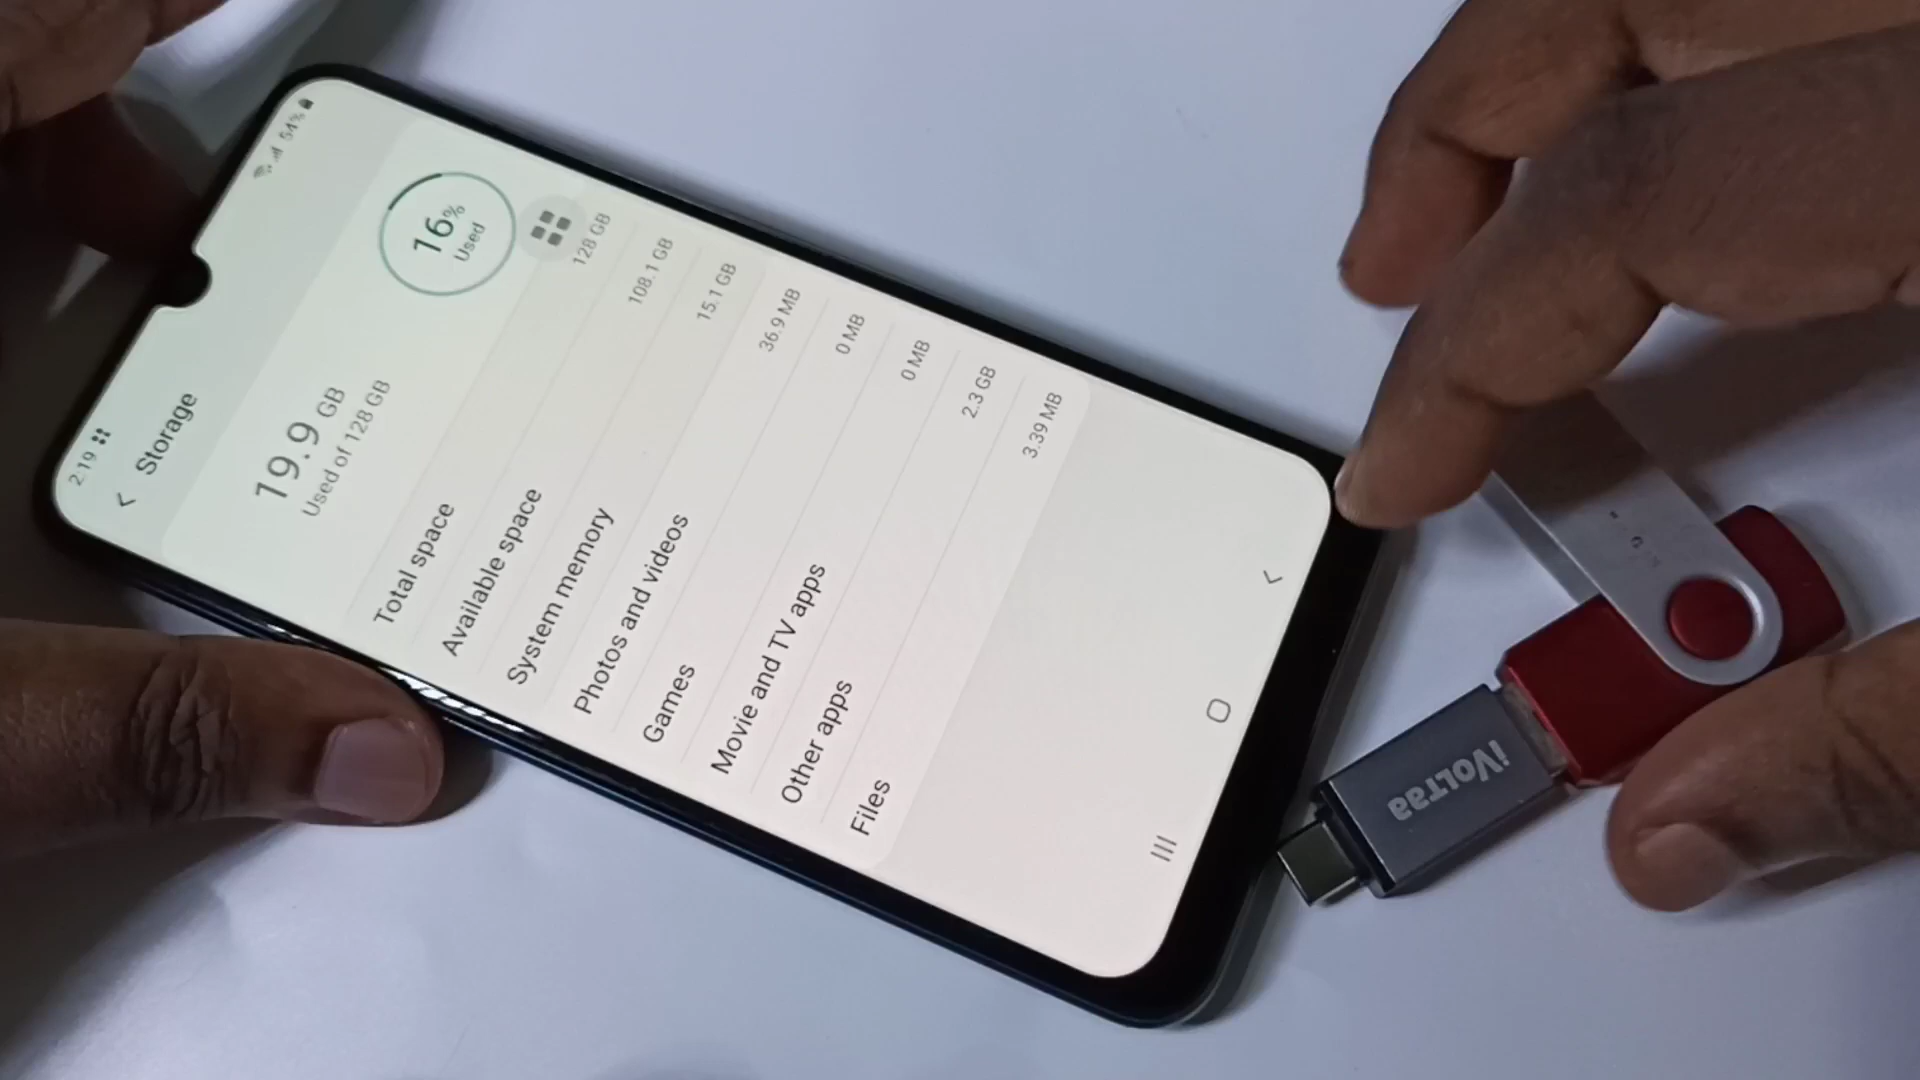 2:19
54%
Storage
19.9 GB
Used of 128 GB
16%
Used
Total space 128 GB
Available space 108.1 GB
System memory 15.1 GB
Photos and videos 36.9 MB
Games 0 MB
Movie and TV apps 0 MB
Other apps 2.3 GB
Files 3.39 MB
iVOLTAA